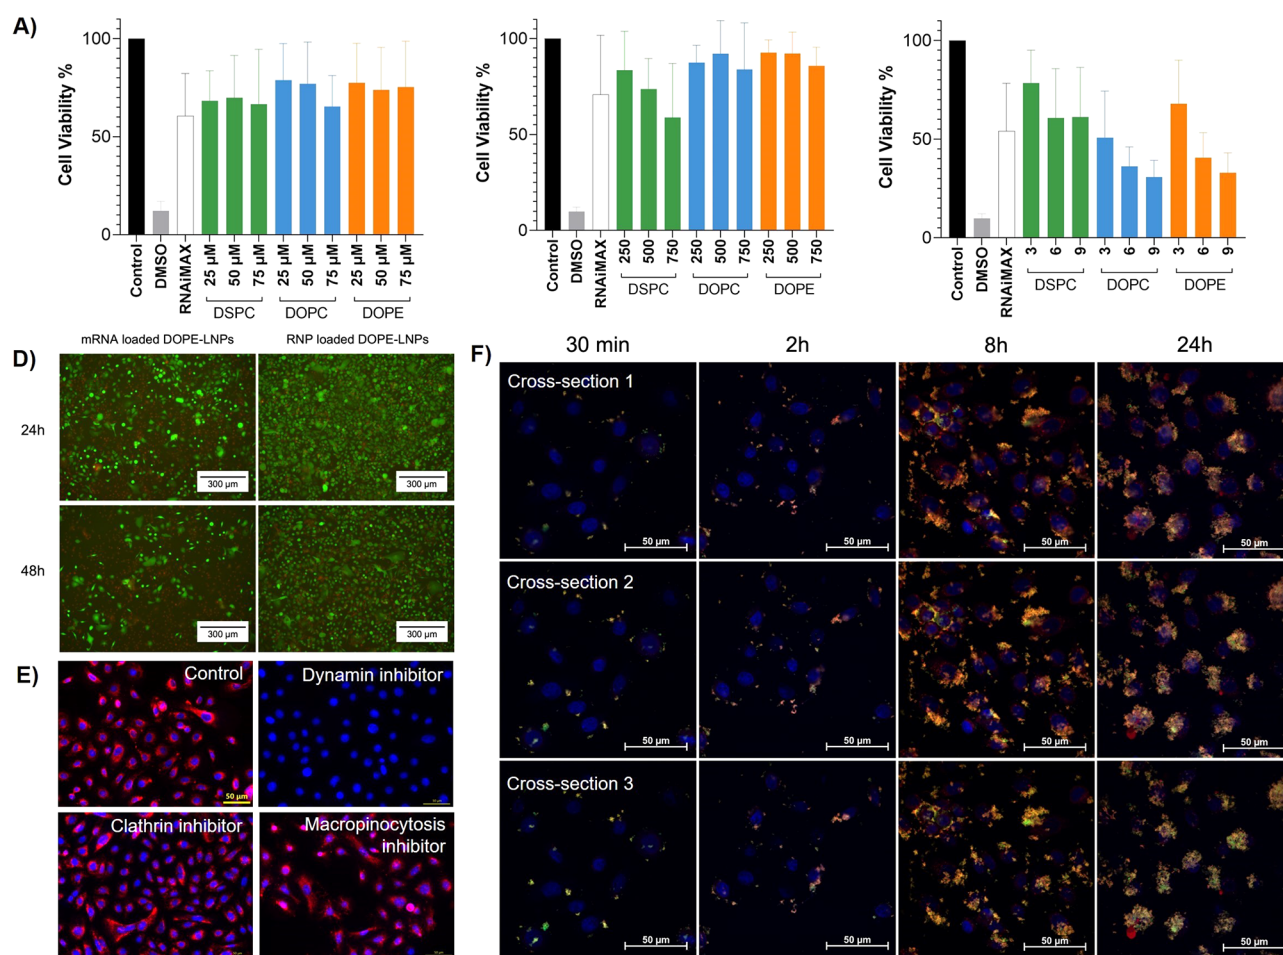 A)
Cell Viability %
100
50
0
Control
DMSO
RNAiMAX
25 µM
50 µM
75 µM
25 µM
50 µM
75 µM
25 µM
50 µM
75 µM
DSPC
DOPC
DOPE
Cell Viability %
100
50
0
Control
DMSO
RNAiMAX
250
500
750
250
500
750
250
500
750
DSPC
DOPC
DOPE
Cell Viability %
100
50
0
Control
DMSO
RNAiMAX
3
6
9
3
6
9
3
6
9
DSPC
DOPC
DOPE
D)
mRNA loaded DOPE-LNPs
RNP loaded DOPE-LNPs
24h
300 µm
300 µm
48h
300 µm
300 µm
E)
Control
50 µm
Dynamin inhibitor
Clathrin inhibitor
Macropinocytosis
inhibitor
F)
30 min
2h
8h
24h
Cross-section 1
50 µm
50 µm
50 µm
50 µm
Cross-section 2
50 µm
50 µm
50 µm
50 µm
Cross-section 3
50 µm
50 µm
50 µm
50 µm